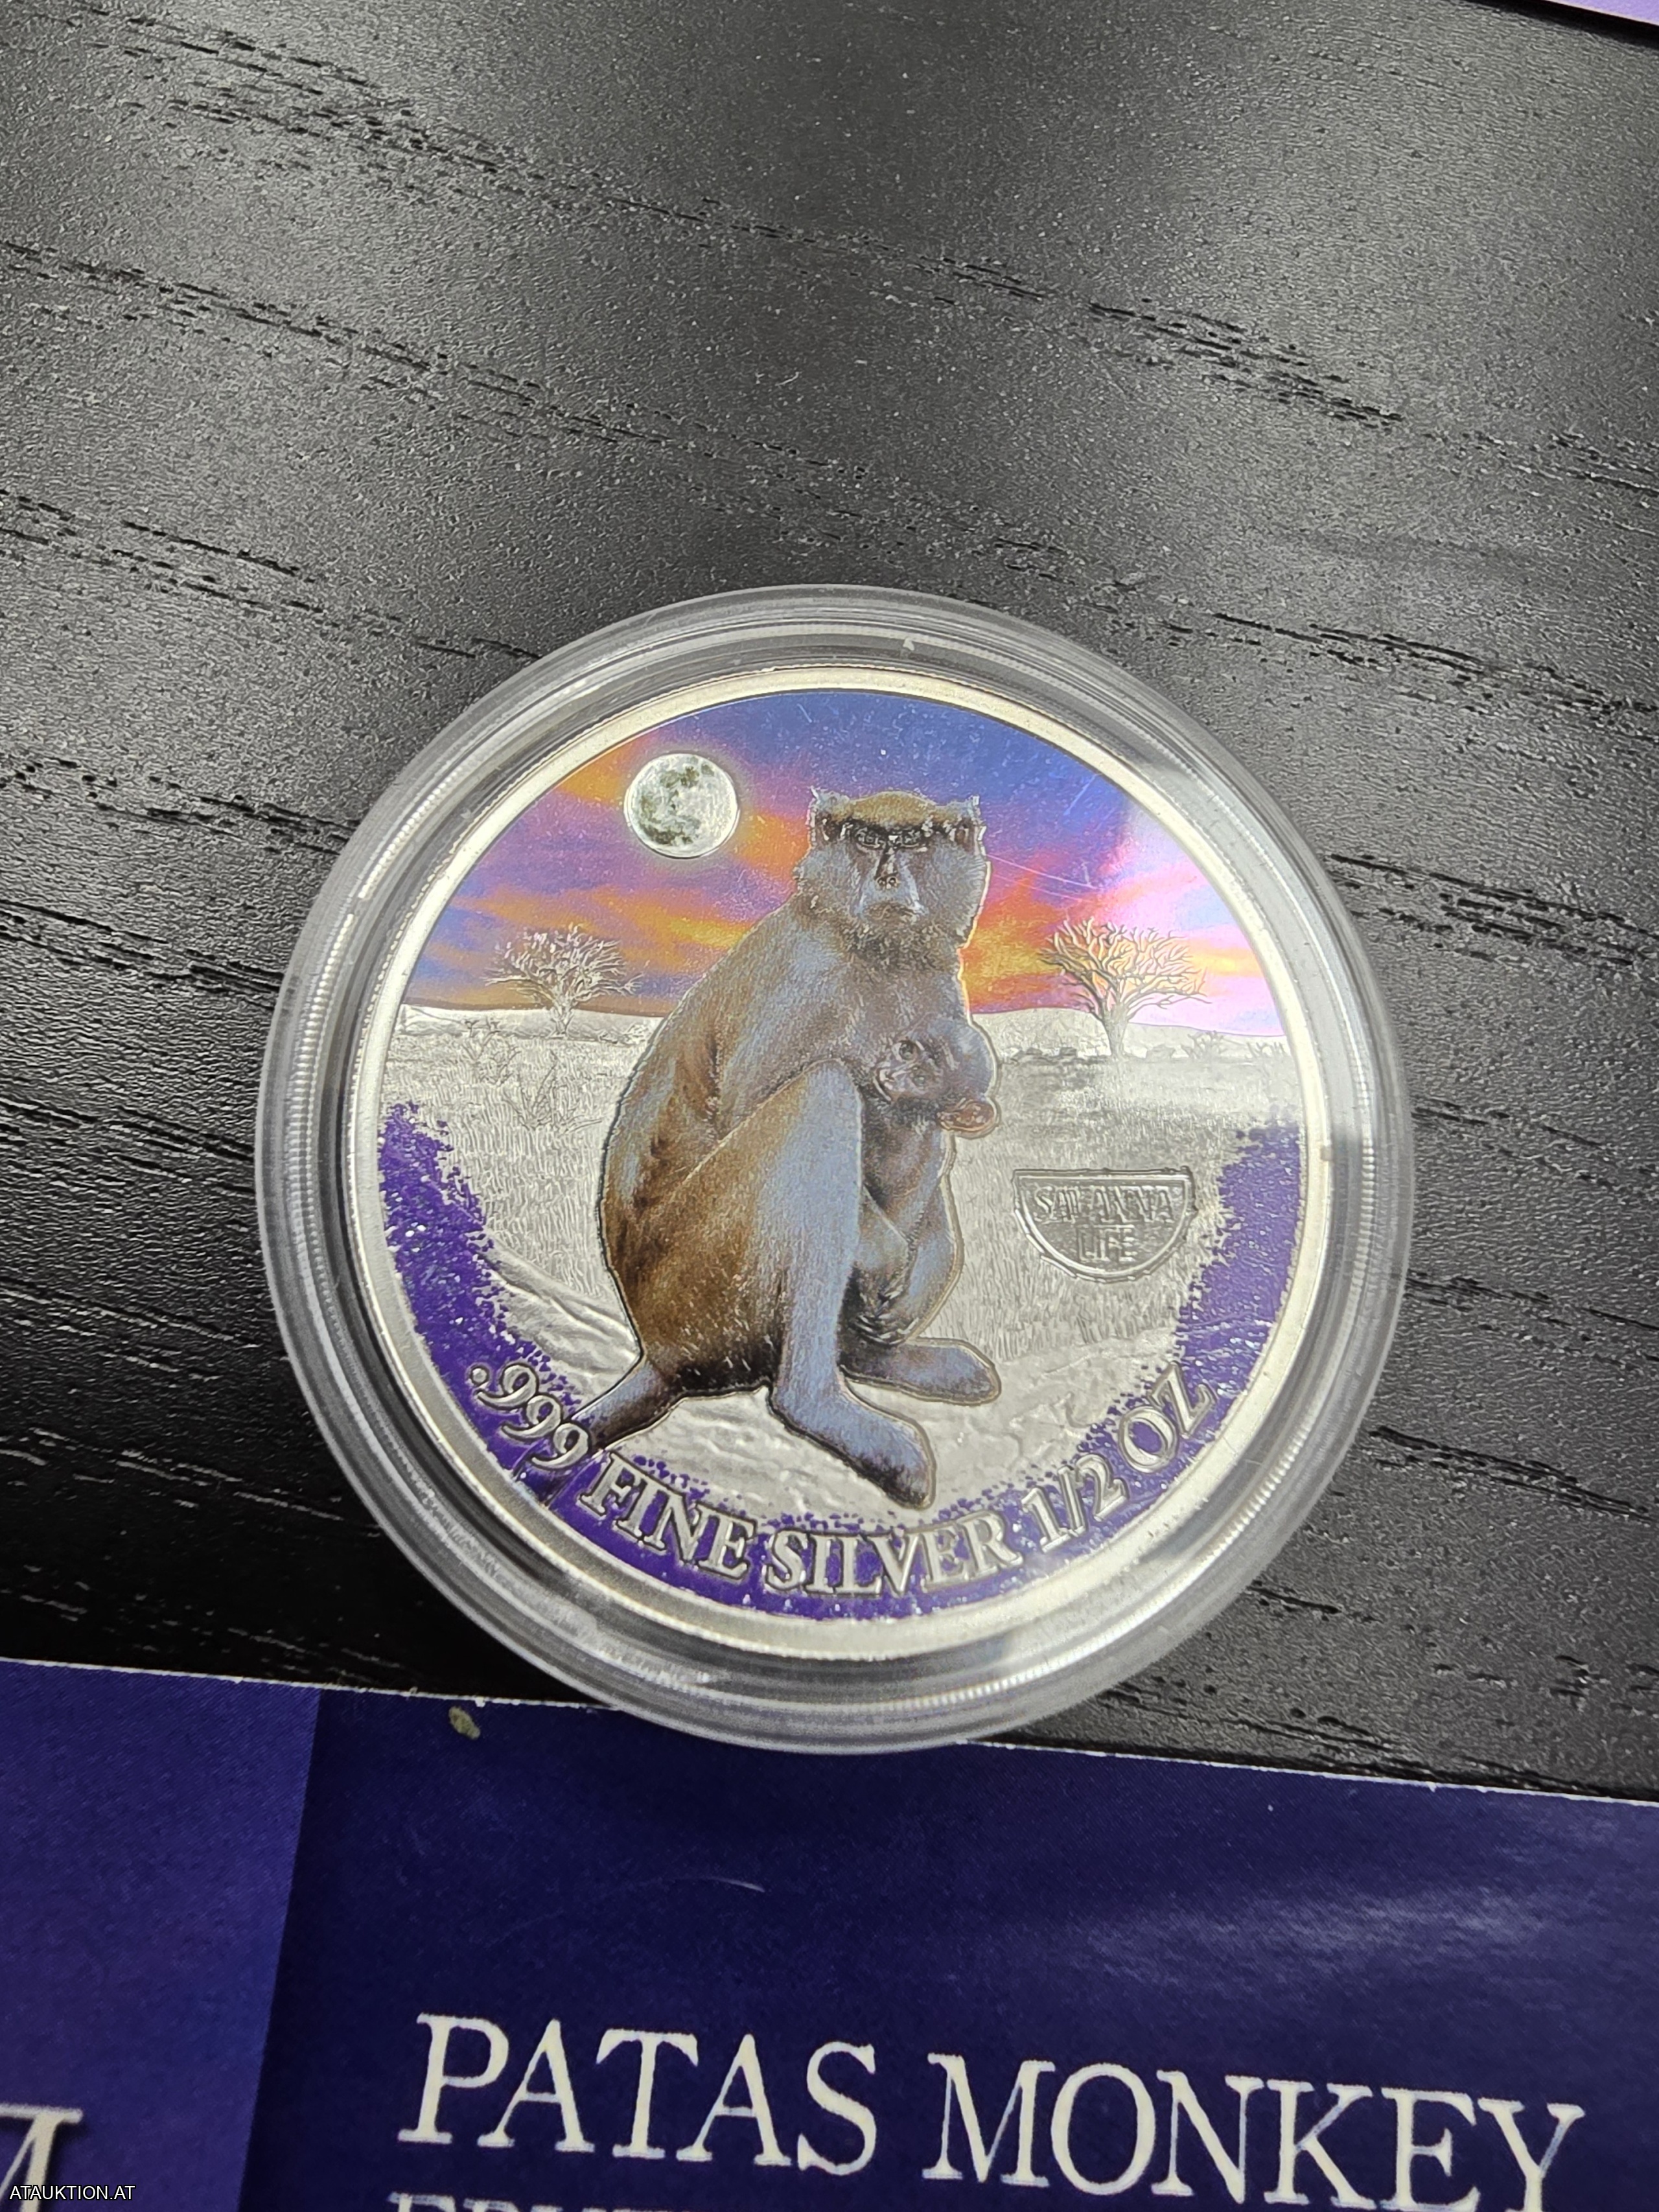 SAVANNA
LIFE
.999 FINE SILVER 1/2 OZ
PATAS MONKEY
ATAUKTION.AT